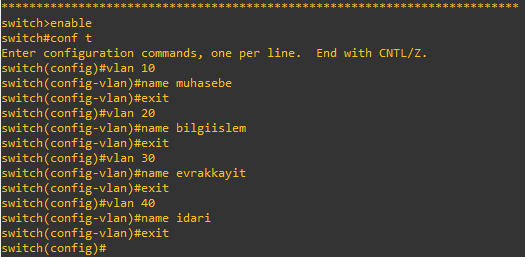 **********************************************************************
switch>enable
switch#conf t
Enter configuration commands, one per line.  End with CNTL/Z.
switch(config)#vlan 10
switch(config-vlan)#name muhasebe
switch(config-vlan)#exit
switch(config)#vlan 20
switch(config-vlan)#name bilgiislem
switch(config-vlan)#exit
switch(config)#vlan 30
switch(config-vlan)#name evrakkayit
switch(config-vlan)#exit
switch(config)#vlan 40
switch(config-vlan)#name idari
switch(config-vlan)#exit
switch(config)#